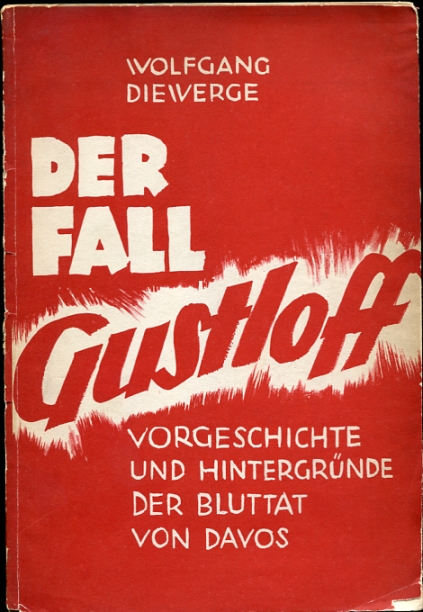 WOLFGANG
DIEWERGE
DER
FALL
Gustloff
VORGESCHICHTE
UND HINTERGRÜNDE
DER BLUTTAT
VON DAVOS